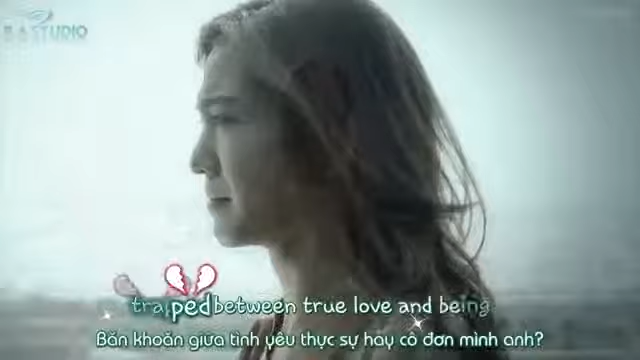 STUDIO
trapped between true love and being
Băn khoăn giữa tình yêu thực sự hay cô đơn mình anh?